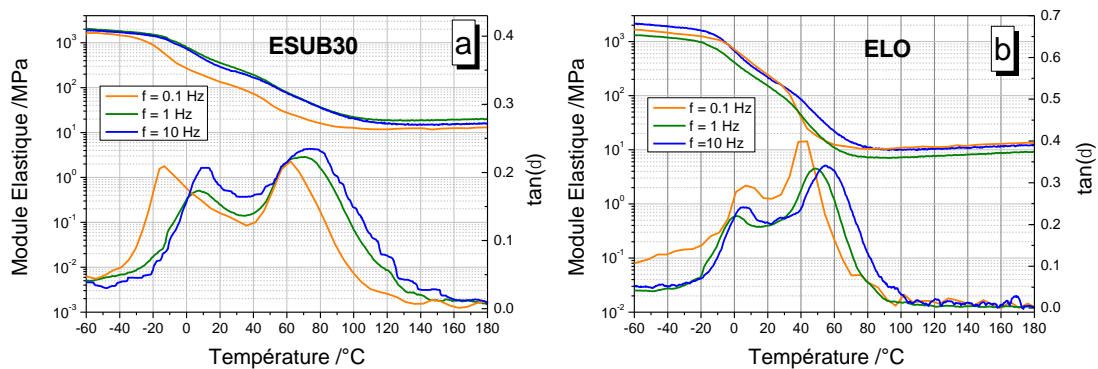 ESUB30
a
f = 0.1 Hz
f = 1 Hz
f = 10 Hz
Module Elastique /MPa
10³
10²
10¹
10⁰
10⁻¹
10⁻²
10⁻³
0.4
0.3
0.2
0.1
0.0
tan(d)
-60 -40 -20 0 20 40 60 80 100 120 140 160 180
Température /°C
ELO
b
f = 0.1 Hz
f = 1 Hz
f =10 Hz
Module Elastique /MPa
10³
10²
10¹
10⁰
10⁻¹
10⁻²
0.7
0.6
0.5
0.4
0.3
0.2
0.1
0.0
tan(d)
-60 -40 -20 0 20 40 60 80 100 120 140 160 180
Température /°C